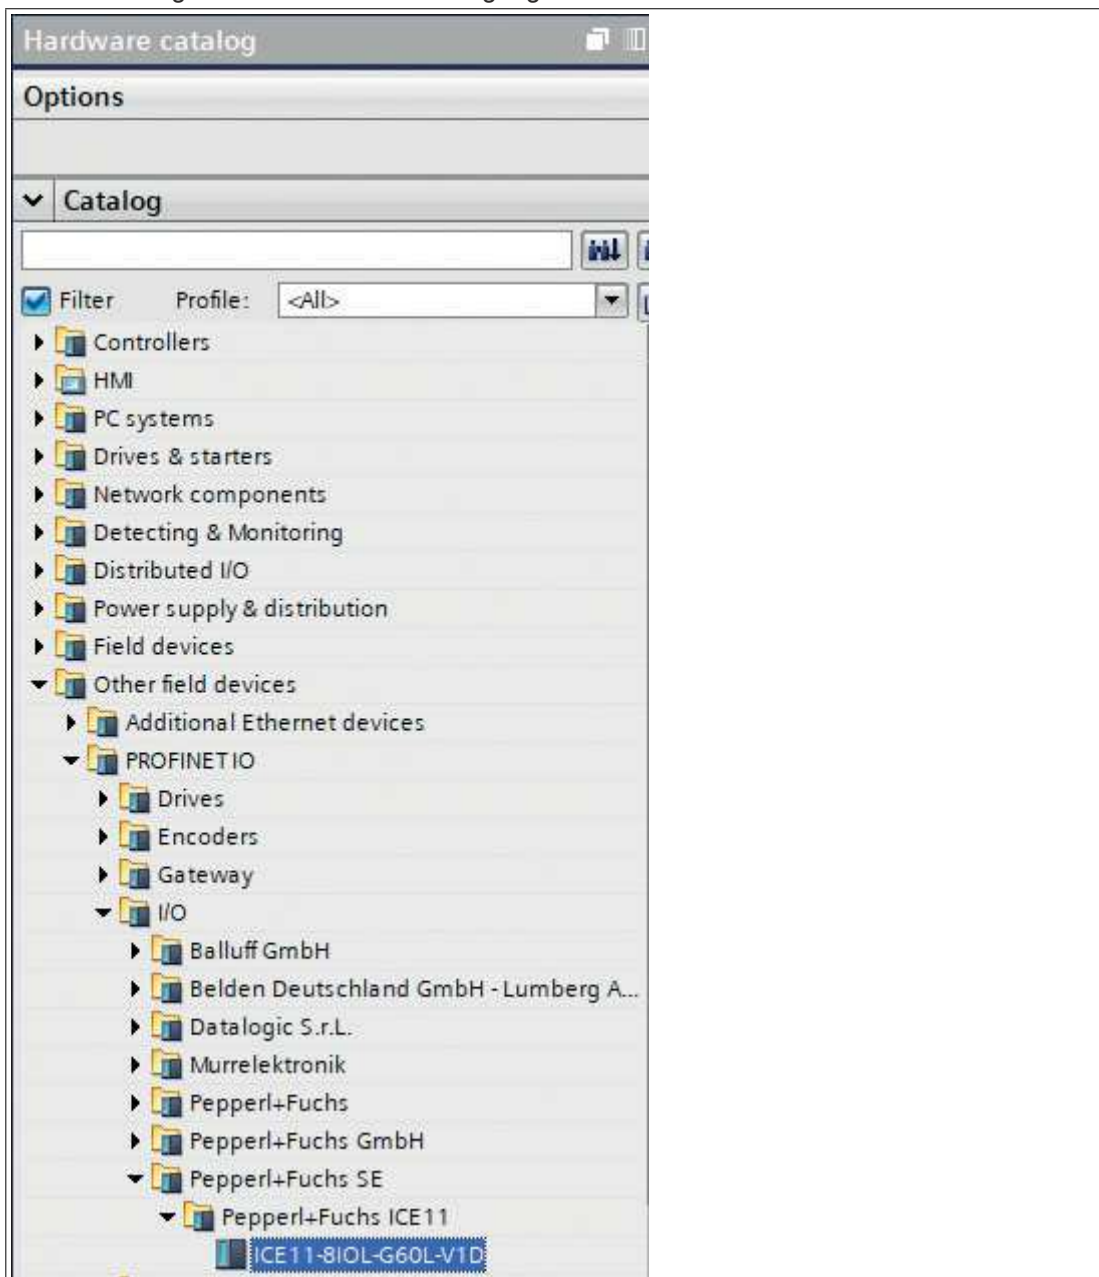 Hardware catalog
Options
Catalog
Filter Profile: <All>
Controllers
HMI
PC systems
Drives & starters
Network components
Detecting & Monitoring
Distributed I/O
Power supply & distribution
Field devices
Other field devices
Additional Ethernet devices
PROFINET IO
Drives
Encoders
Gateway
I/O
Balluff GmbH
Belden Deutschland GmbH - Lumberg A...
Datalogic S.r.L.
Murrelektronik
Pepperl+Fuchs
Pepperl+Fuchs GmbH
Pepperl+Fuchs SE
Pepperl+Fuchs ICE11
ICE11-8IOL-G60L-V1D